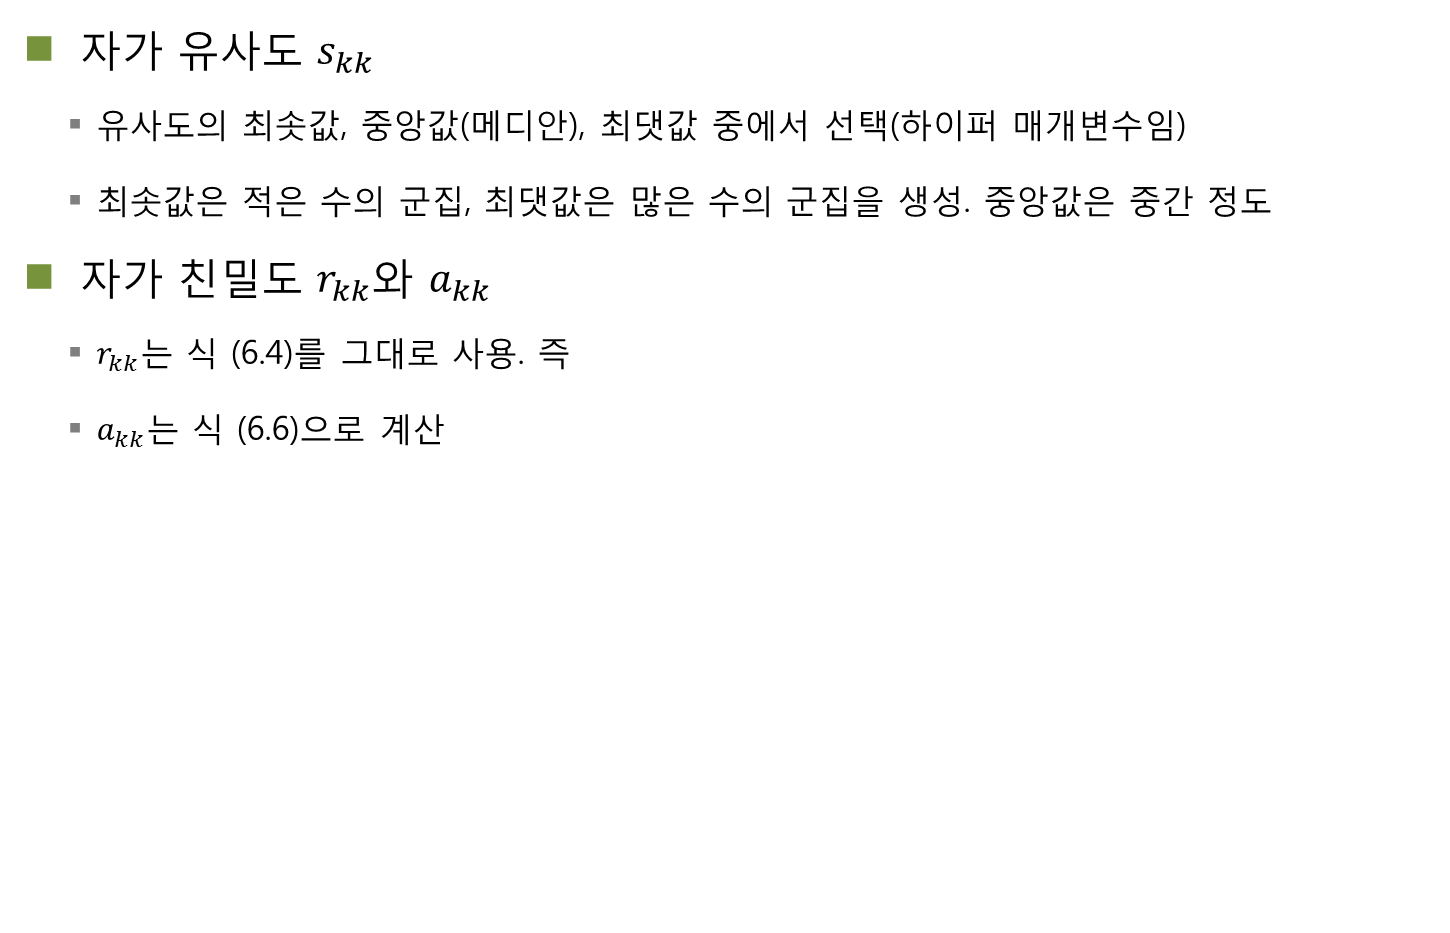 자가 유사도 s_kk
유사도의 최솟값, 중앙값(메디안), 최댓값 중에서 선택(하이퍼 매개변수임)
최솟값은 적은 수의 군집, 최댓값은 많은 수의 군집을 생성. 중앙값은 중간 정도
자가 친밀도 r_kk와 a_kk
r_kk는 식 (6.4)를 그대로 사용. 즉
a_kk는 식 (6.6)으로 계산